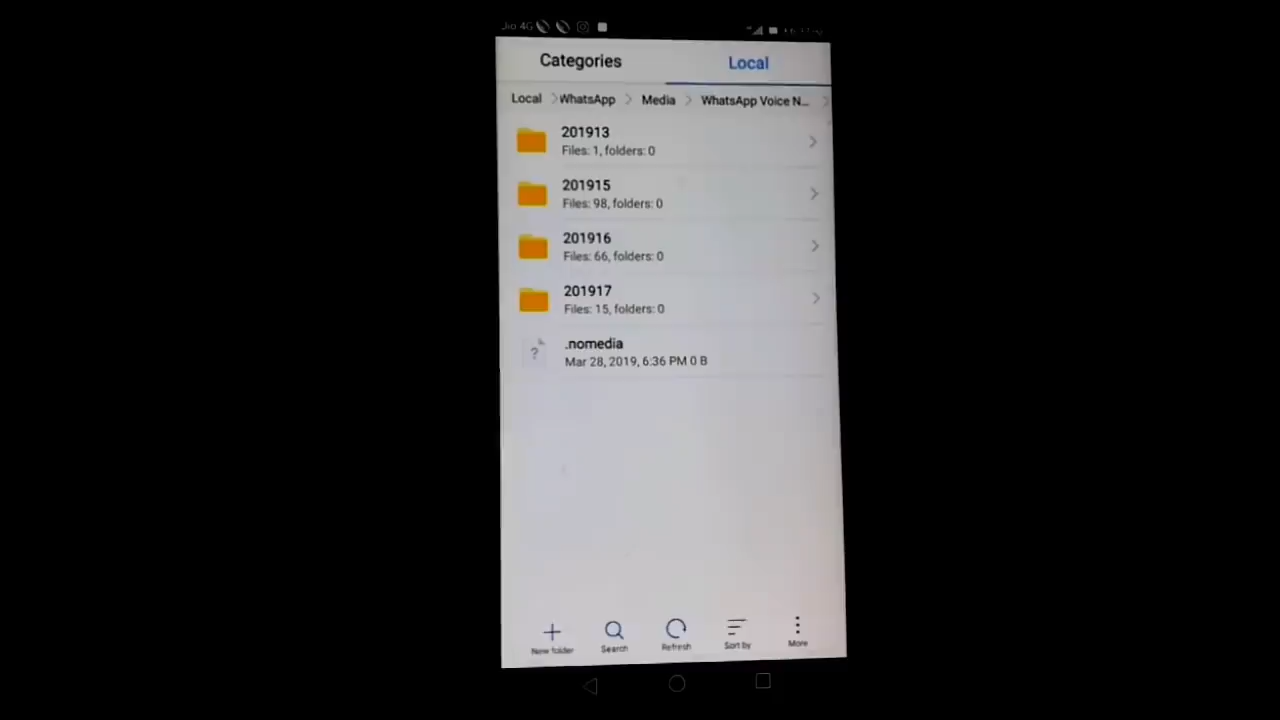 Jio 4G
Categories
Local
Local
WhatsApp
Media
WhatsApp Voice N...
201913
Files: 1, folders: 0
201915
Files: 98, folders: 0
201916
Files: 66, folders: 0
201917
Files: 15, folders: 0
.nomedia
Mar 28, 2019, 6:36 PM 0 B
New folder
Search
Refresh
Sort by
More